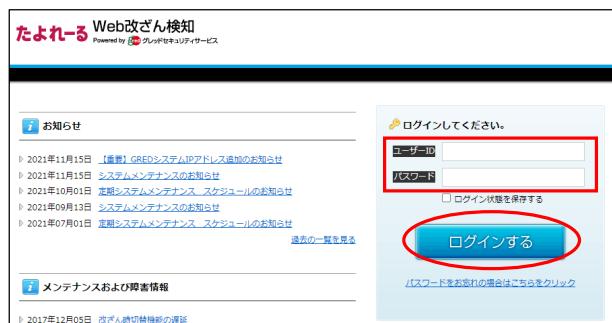 たよれーる Web改ざん検知
Powered by GRED グレッドセキュリティサービス
お知らせ
2021年11月15日 【重要】GREDシステムIPアドレス追加のお知らせ
2021年11月15日 システムメンテナンスのお知らせ
2021年10月01日 定期システムメンテナンス スケジュールのお知らせ
2021年09月13日 システムメンテナンスのお知らせ
2021年07月01日 定期システムメンテナンス スケジュールのお知らせ
過去の一覧を見る
メンテナンスおよび障害情報
2017年12月05日 改ざん時切替機能の遅延
ログインしてください。
ユーザーID
パスワード
ログイン状態を保存する
ログインする
パスワードをお忘れの場合はこちらをクリック